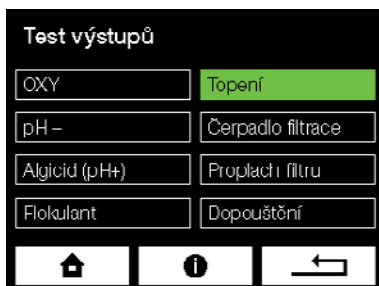 Test výstupů
OXY
Topení
pH –
Čerpadlo filtrace
Algicid (pH+)
Proplach filtru
Flokulant
Dopouštění